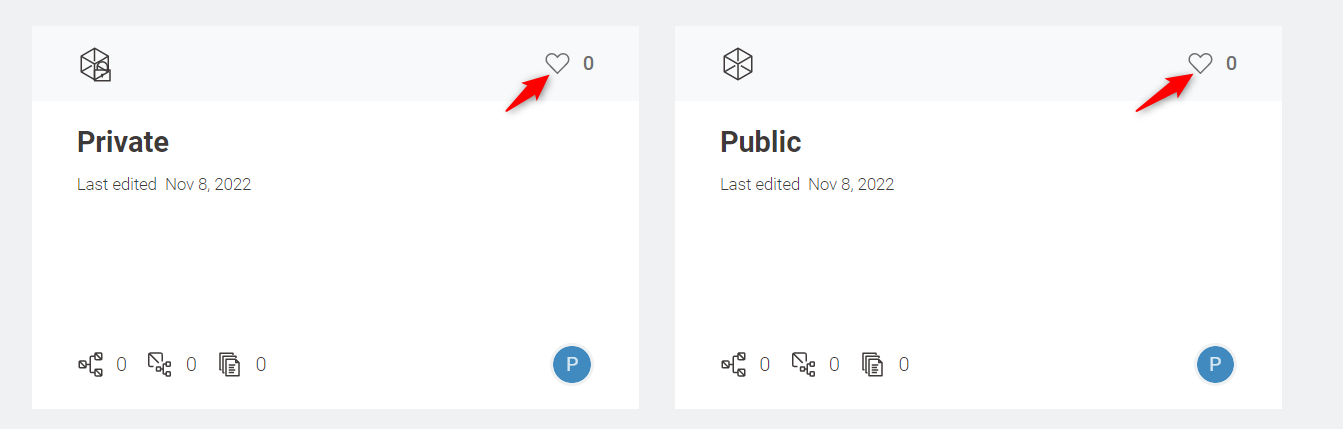 0
Private
Last edited Nov 8, 2022
0 0 0 P
0
Public
Last edited Nov 8, 2022
0 0 0 P